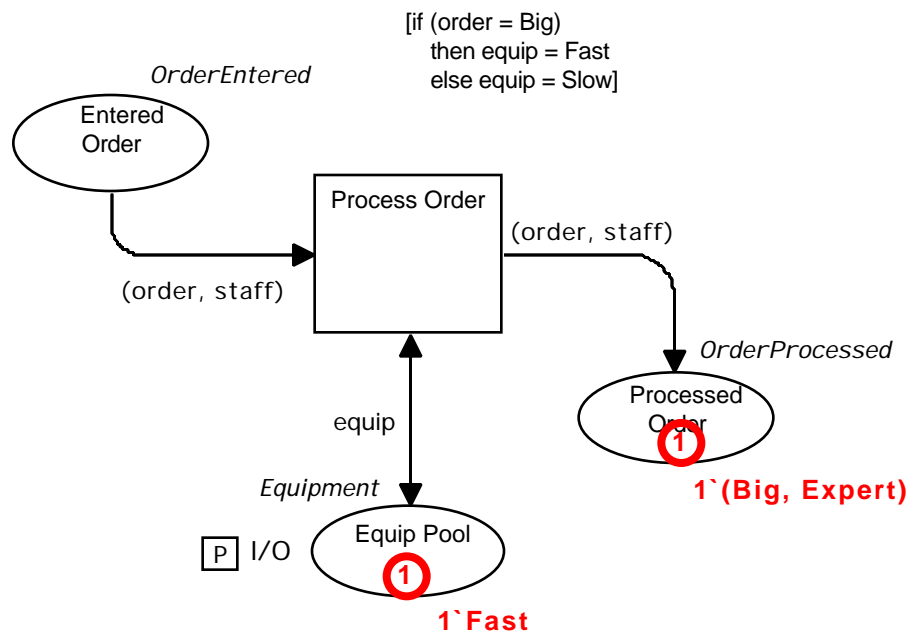 [if (order = Big)
then equip = Fast
else equip = Slow]
OrderEntered
Entered
Order
Process Order
(order, staff)
(order, staff)
OrderProcessed
Processed
Order
1
1`(Big, Expert)
equip
Equipment
Equip Pool
P I/O
1
1`Fast